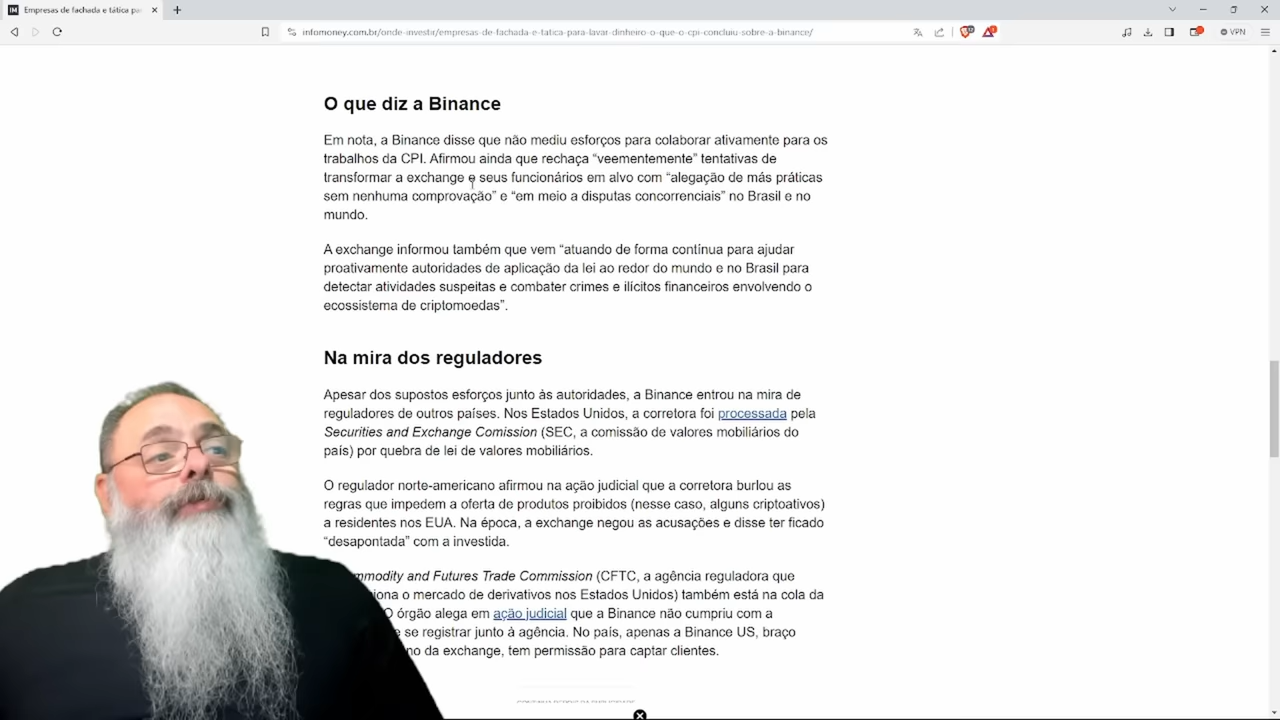 Empresas de fachada e tática pa
infomoney.com.br/onde-investir/empresas-de-fachada-e-tatica-para-lavar-dinheiro-o-que-o-cpi-concluiu-sobre-a-binance/
VPN
O que diz a Binance
Em nota, a Binance disse que não mediu esforços para colaborar ativamente para os
trabalhos da CPI. Afirmou ainda que rechaça “veementemente” tentativas de
transformar a exchange e seus funcionários em alvo com “alegação de más práticas
sem nenhuma comprovação” e “em meio a disputas concorrenciais” no Brasil e no
mundo.
A exchange informou também que vem “atuando de forma contínua para ajudar
proativamente autoridades de aplicação da lei ao redor do mundo e no Brasil para
detectar atividades suspeitas e combater crimes e ilícitos financeiros envolvendo o
ecossistema de criptomoedas”.
Na mira dos reguladores
Apesar dos supostos esforços junto às autoridades, a Binance entrou na mira de
reguladores de outros países. Nos Estados Unidos, a corretora foi processada pela
Securities and Exchange Comission (SEC, a comissão de valores mobiliários do
país) por quebra de lei de valores mobiliários.
O regulador norte-americano afirmou na ação judicial que a corretora burlou as
regras que impedem a oferta de produtos proibidos (nesse caso, alguns criptoativos)
a residentes nos EUA. Na época, a exchange negou as acusações e disse ter ficado
“desapontada” com a investida.
mmodity and Futures Trade Commission (CFTC, a agência reguladora que
iona o mercado de derivativos nos Estados Unidos) também está na cola da
O órgão alega em ação judicial que a Binance não cumpriu com a
e se registrar junto à agência. No país, apenas a Binance US, braço
no da exchange, tem permissão para captar clientes.